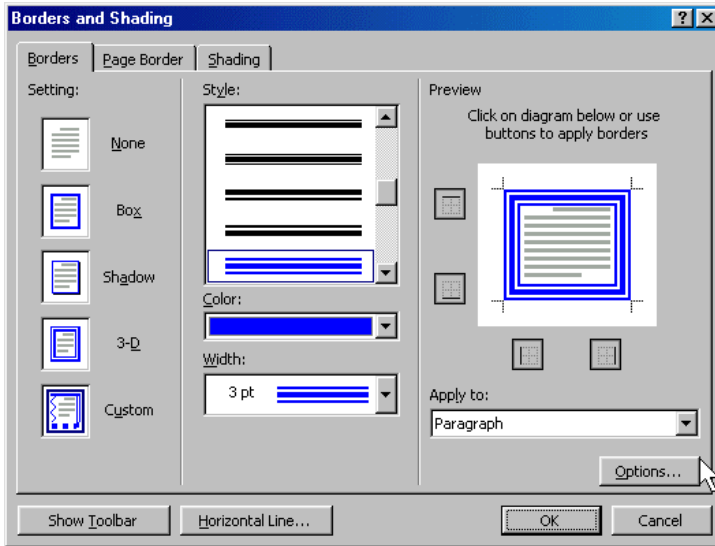 Borders and Shading
Borders
Page Border
Shading
Setting:
None
Box
Shadow
3-D
Custom
Style:
Color:
Width:
3 pt
Preview
Click on diagram below or use
buttons to apply borders
Apply to:
Paragraph
Options...
Show Toolbar
Horizontal Line...
OK
Cancel